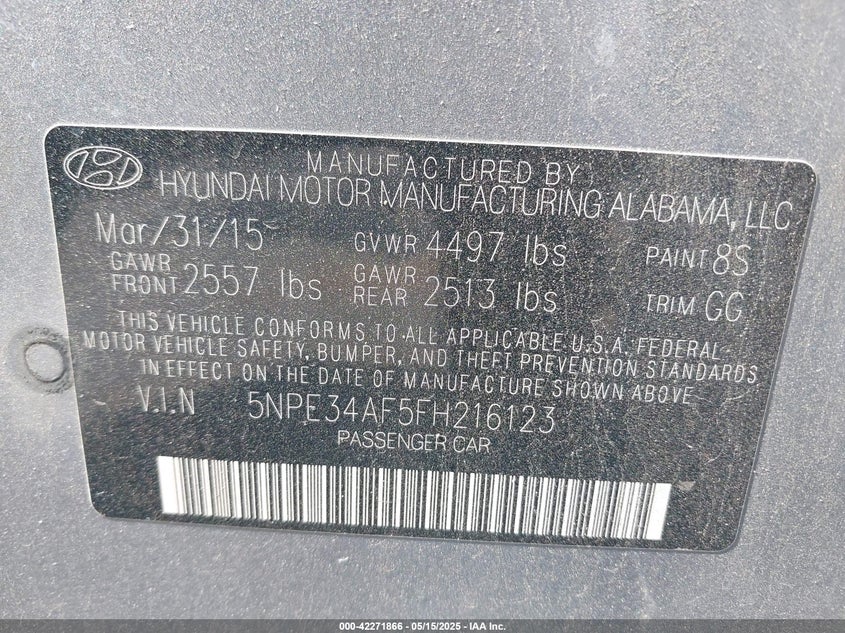 MANUFACTURED BY
HYUNDAI MOTOR MANUFACTURING ALABAMA, LLC
Mar/31/15 GVWR 4497 lbs PAINT 8S
GAWR FRONT 2557 lbs GAWR REAR 2513 lbs TRIM GG
THIS VEHICLE CONFORMS TO ALL APPLICABLE U.S.A. FEDERAL
MOTOR VEHICLE SAFETY, BUMPER, AND THEFT PREVENTION STANDARDS
IN EFFECT ON THE DATE OF MANUFACTURE SHOWN ABOVE
V.I.N 5NPE34AF5FH216123
PASSENGER CAR
000-42271866 - 05/15/2025 - IAA Inc.